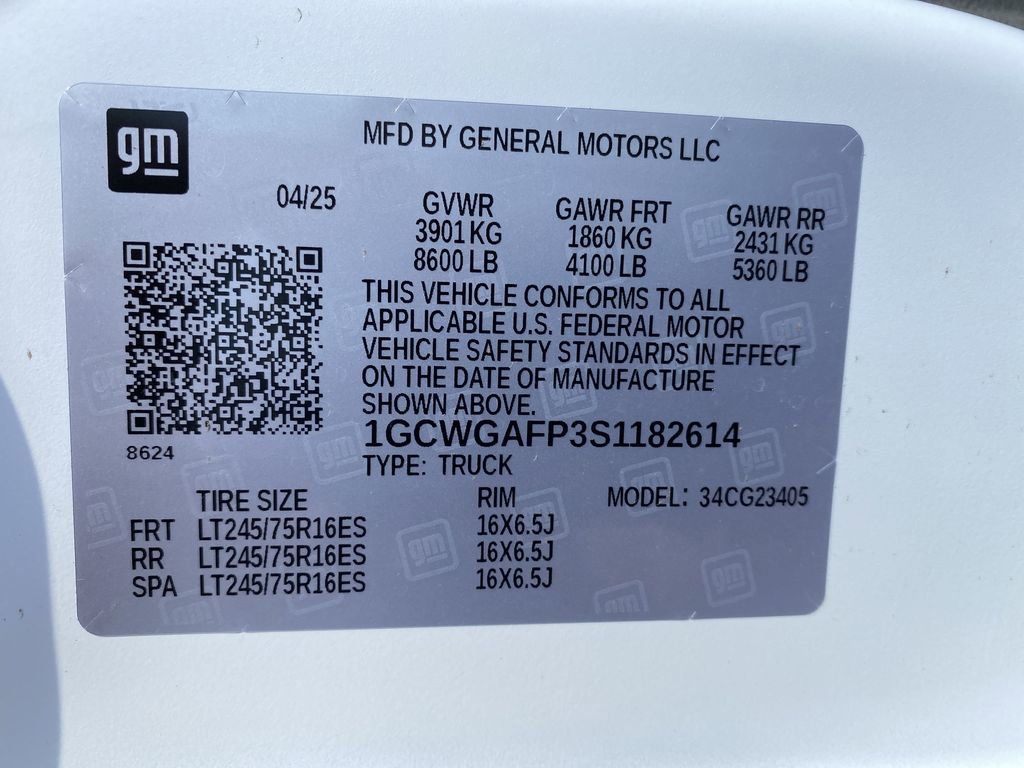 gm
MFD BY GENERAL MOTORS LLC
04/25 GVWR GAWR FRT GAWR RR
3901 KG 1860 KG 2431 KG
8600 LB 4100 LB 5360 LB
THIS VEHICLE CONFORMS TO ALL
APPLICABLE U.S. FEDERAL MOTOR
VEHICLE SAFETY STANDARDS IN EFFECT
ON THE DATE OF MANUFACTURE
SHOWN ABOVE.
8624
1GCWGAFP3S1182614
TYPE: TRUCK
TIRE SIZE RIM MODEL: 34CG23405
FRT LT245/75R16ES 16X6.5J
RR LT245/75R16ES 16X6.5J
SPA LT245/75R16ES 16X6.5J